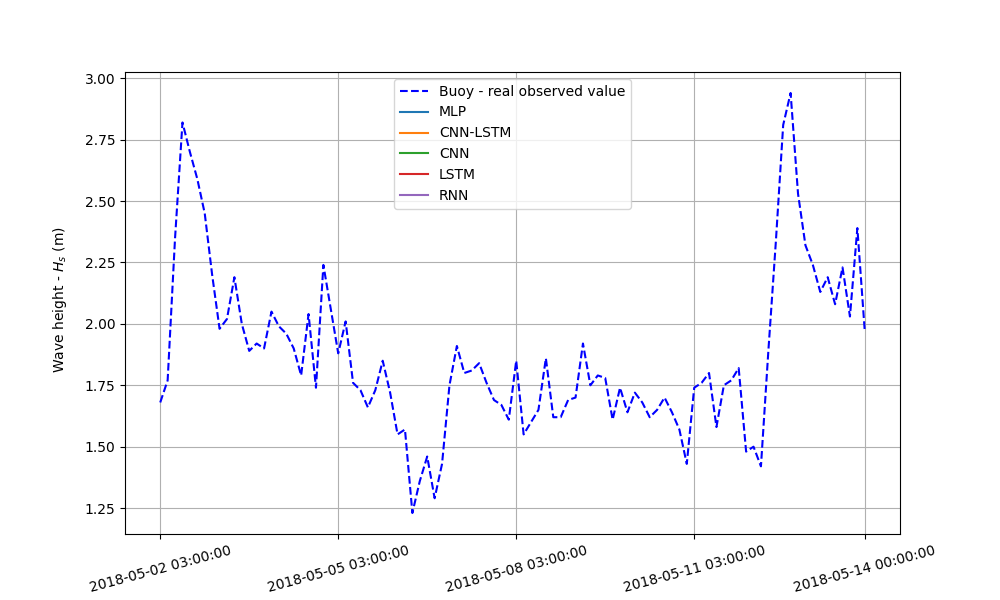 3.00
2.75
2.50
2.25
2.00
1.75
1.50
1.25
Wave height - Hs (m)
Buoy - real observed value
MLP
CNN-LSTM
CNN
LSTM
RNN
2018-05-02 03:00:00
2018-05-05 03:00:00
2018-05-08 03:00:00
2018-05-11 03:00:00
2018-05-14 00:00:00